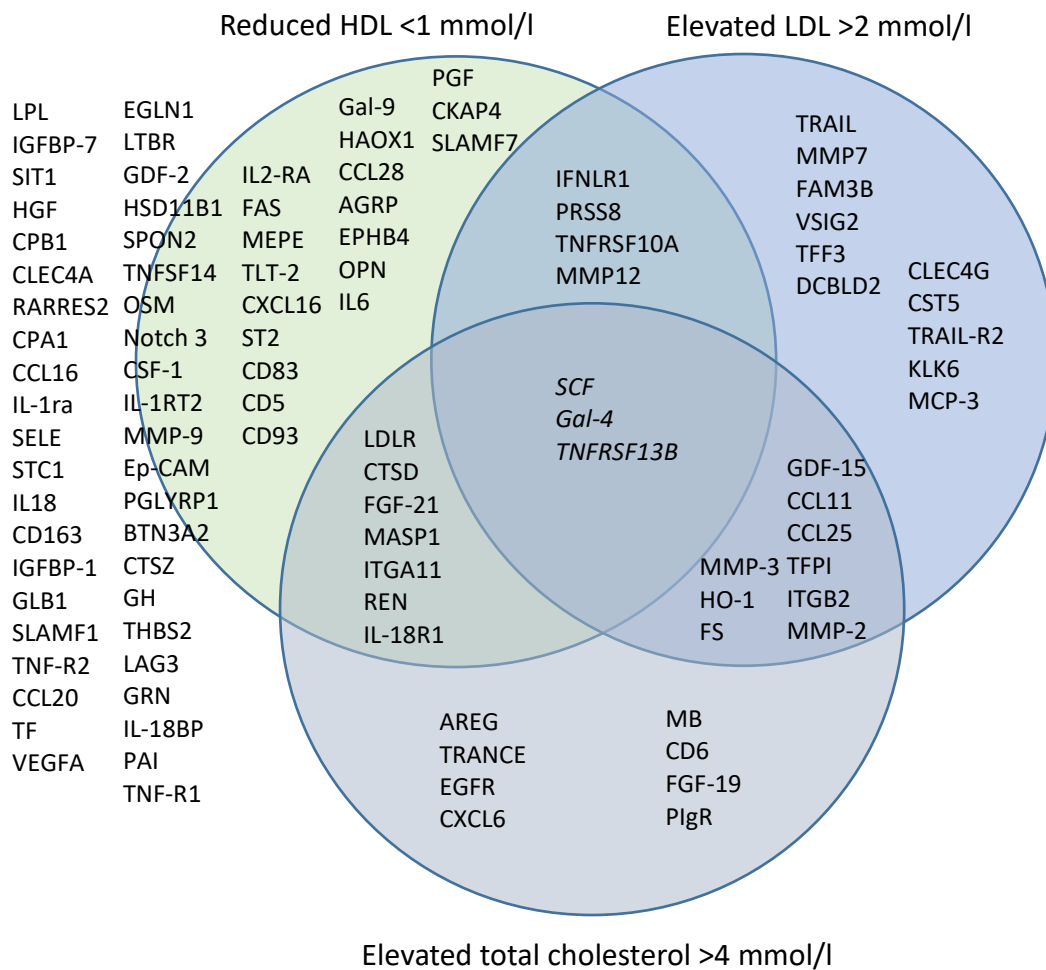 Reduced HDL <1 mmol/l
Elevated LDL >2 mmol/l
LPL
IGFBP-7
SIT1
HGF
CPB1
CLEC4A
RARRES2
CPA1
CCL16
IL-1ra
SELE
STC1
IL18
CD163
IGFBP-1
GLB1
SLAMF1
TNF-R2
CCL20
TF
VEGFA
EGLN1
LTBR
GDF-2
HSD11B1
SPON2
TNFSF14
OSM
Notch 3
CSF-1
IL-1RT2
MMP-9
Ep-CAM
PGLYRP1
BTN3A2
CTSZ
GH
THBS2
LAG3
GRN
IL-18BP
PAI
TNF-R1
IL2-RA
FAS
MEPE
TLT-2
CXCL16
ST2
CD83
CD5
CD93
Gal-9
HAOX1
CCL28
AGRP
EPHB4
OPN
IL6
PGF
CKAP4
SLAMF7
IFNLR1
PRSS8
TNFRSF10A
MMP12
TRAIL
MMP7
FAM3B
VSIG2
TFF3
DCBLD2
CLEC4G
CST5
TRAIL-R2
KLK6
MCP-3
SCF
Gal-4
TNFRSF13B
LDLR
CTSD
FGF-21
MASP1
ITGA11
REN
IL-18R1
MMP-3
HO-1
FS
GDF-15
CCL11
CCL25
TFPI
ITGB2
MMP-2
AREG
TRANCE
EGFR
CXCL6
MB
CD6
FGF-19
PIgR
Elevated total cholesterol >4 mmol/l